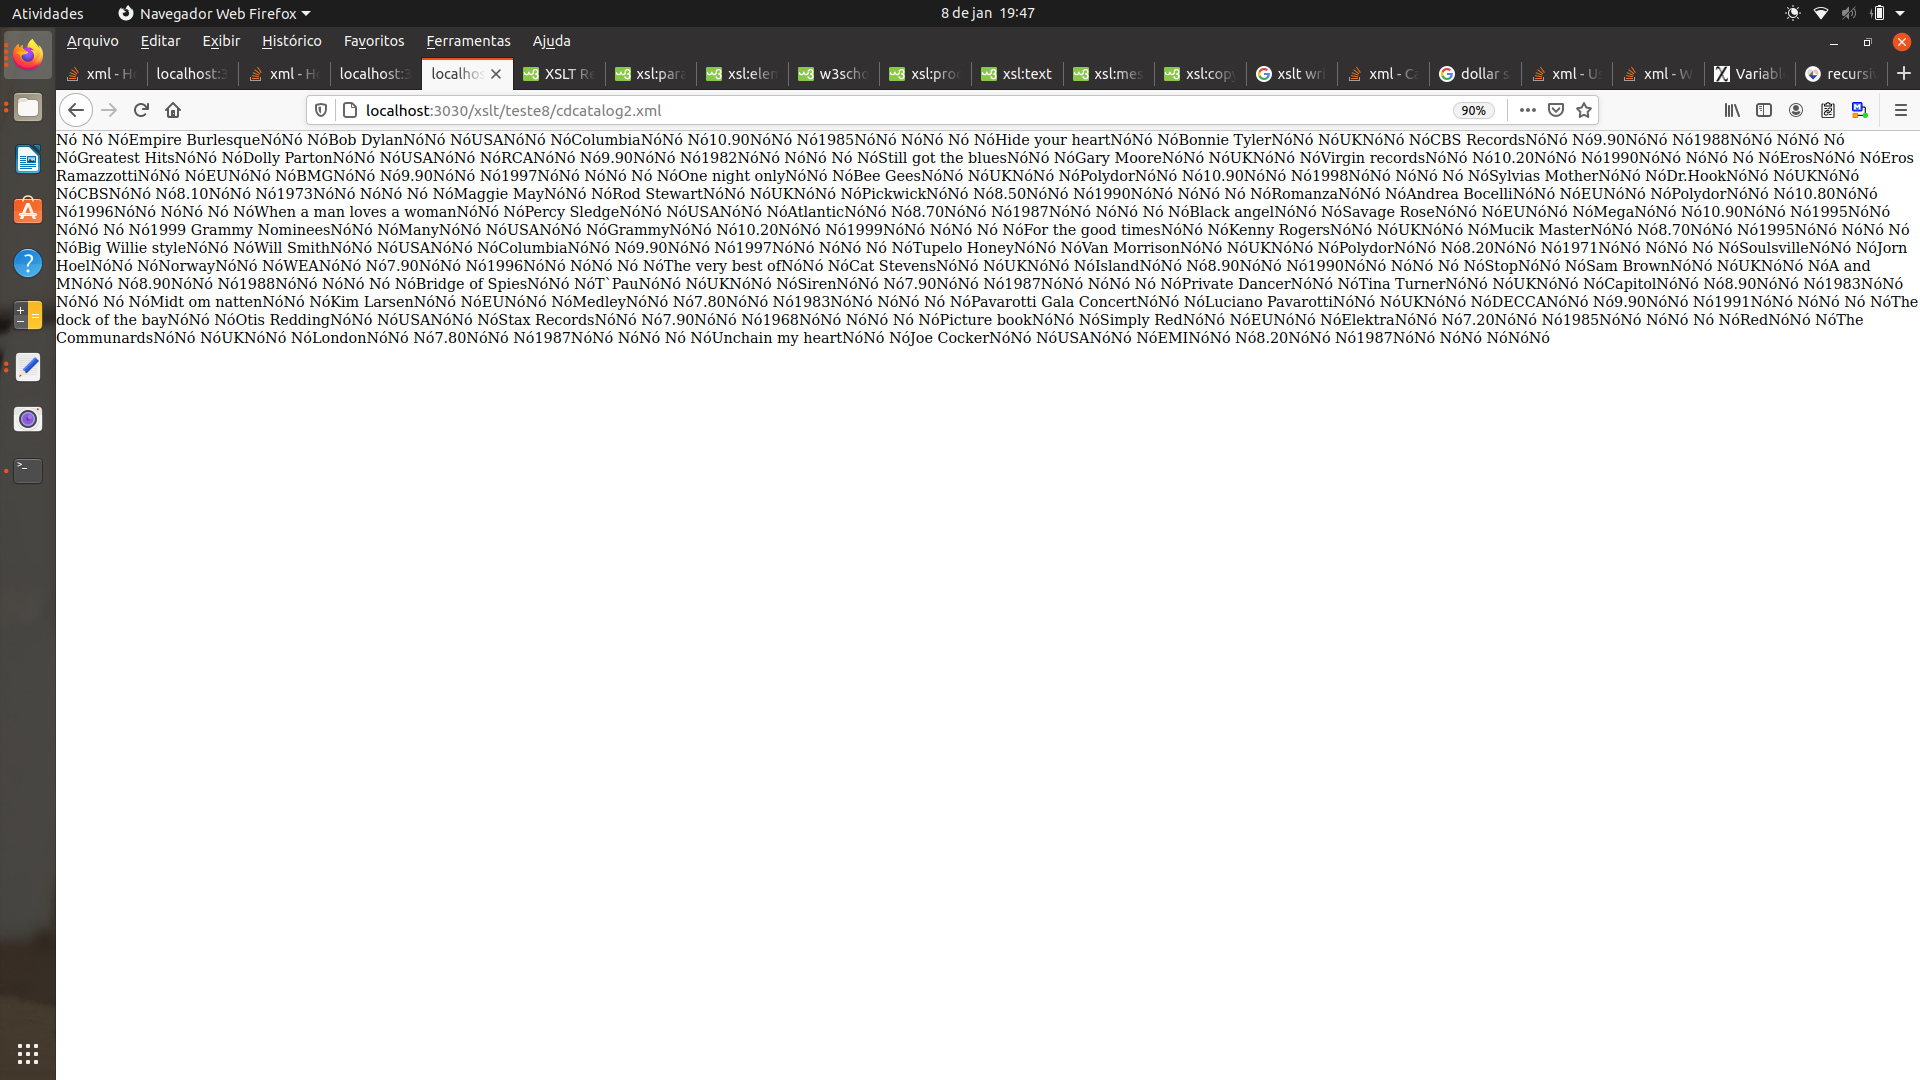 Atividades
Navegador Web Firefox
8 de jan 19:47
Arquivo Editar Exibir Histórico Favoritos Ferramentas Ajuda
xml - Ho localhost:3 xml - Ho localhost:3 localhos XSLT Re xsl:para xsl:elem w3scho xsl:proc xsl:text xsl:mes xsl:copy xslt wri xml - Ca dollar s xml - Us xml - W Variabl recursiv
localhost:3030/xslt/teste8/cdcatalog2.xml 90%
Nó Nó NóEmpire BurlesqueNóNó NóBob DylanNóNó NóUSANóNó NóColumbiaNóNó Nó10.90NóNó Nó1985NóNó NóNó Nó NóHide your heartNóNó NóBonnie TylerNóNó NóUKNóNó NóCBS RecordsNóNó Nó9.90NóNó Nó1988NóNó NóNó Nó
NóGreatest HitsNóNó NóDolly PartonNóNó NóUSANóNó NóRCANóNó Nó9.90NóNó Nó1982NóNó NóNó Nó NóStill got the bluesNóNó NóGary MooreNóNó NóUKNóNó NóVirgin recordsNóNó Nó10.20NóNó Nó1990NóNó NóNó Nó NóErosNóNó NóEros
RamazzottiNóNó NóEUNóNó NóBMGNóNó Nó9.90NóNó Nó1997NóNó NóNó Nó NóOne night onlyNóNó NóBee GeesNóNó NóUKNóNó NóPolydorNóNó Nó10.90NóNó Nó1998NóNó NóNó Nó NóSylvias MotherNóNó NóDr.HookNóNó NóUKNóNó
NóCBSNóNó Nó8.10NóNó Nó1973NóNó NóNó Nó NóMaggie MayNóNó NóRod StewartNóNó NóUKNóNó NóPickwickNóNó Nó8.50NóNó Nó1990NóNó NóNó Nó NóRomanzaNóNó NóAndrea BocelliNóNó NóEUNóNó NóPolydorNóNó Nó10.80NóNó
Nó1996NóNó NóNó Nó NóWhen a man loves a womanNóNó NóPercy SledgeNóNó NóUSANóNó NóAtlanticNóNó Nó8.70NóNó Nó1987NóNó NóNó Nó NóBlack angelNóNó NóSavage RoseNóNó NóEUNóNó NóMegaNóNó Nó10.90NóNó Nó1995NóNó
NóNó Nó Nó1999 Grammy NomineesNóNó NóManyNóNó NóUSANóNó NóGrammyNóNó Nó10.20NóNó Nó1999NóNó NóNó Nó NóFor the good timesNóNó NóKenny RogersNóNó NóUKNóNó NóMucik MasterNóNó Nó8.70NóNó Nó1995NóNó NóNó Nó
NóBig Willie styleNóNó NóWill SmithNóNó NóUSANóNó NóColumbiaNóNó Nó9.90NóNó Nó1997NóNó NóNó Nó NóTupelo HoneyNóNó NóVan MorrisonNóNó NóUKNóNó NóPolydorNóNó Nó8.20NóNó Nó1971NóNó NóNó Nó NóSoulsvilleNóNó NóJorn
HoelNóNó NóNorwayNóNó NóWEANóNó Nó7.90NóNó Nó1996NóNó NóNó Nó NóThe very best ofNóNó NóCat StevensNóNó NóUKNóNó NóIslandNóNó Nó8.90NóNó Nó1990NóNó NóNó Nó NóStopNóNó NóSam BrownNóNó NóUKNóNó NóA and
MNóNó Nó8.90NóNó Nó1988NóNó NóNó Nó NóBridge of SpiesNóNó NóT`PauNóNó NóUKNóNó NóSirenNóNó Nó7.90NóNó Nó1987NóNó NóNó Nó NóPrivate DancerNóNó NóTina TurnerNóNó NóUKNóNó NóCapitolNóNó Nó8.90NóNó Nó1983NóNó
NóNó Nó NóMidt om nattenNóNó NóKim LarsenNóNó NóEUNóNó NóMedleyNóNó Nó7.80NóNó Nó1983NóNó NóNó Nó NóPavarotti Gala ConcertNóNó NóLuciano PavarottiNóNó NóUKNóNó NóDECCANóNó Nó9.90NóNó Nó1991NóNó NóNó Nó NóThe
dock of the bayNóNó NóOtis ReddingNóNó NóUSANóNó NóStax RecordsNóNó Nó7.90NóNó Nó1968NóNó NóNó Nó NóPicture bookNóNó NóSimply RedNóNó NóEUNóNó NóElektraNóNó Nó7.20NóNó Nó1985NóNó NóNó Nó NóRedNóNó NóThe
CommunardsNóNó NóUKNóNó NóLondonNóNó Nó7.80NóNó Nó1987NóNó NóNó Nó NóUnchain my heartNóNó NóJoe CockerNóNó NóUSANóNó NóEMINóNó Nó8.20NóNó Nó1987NóNó NóNó NóNóNó